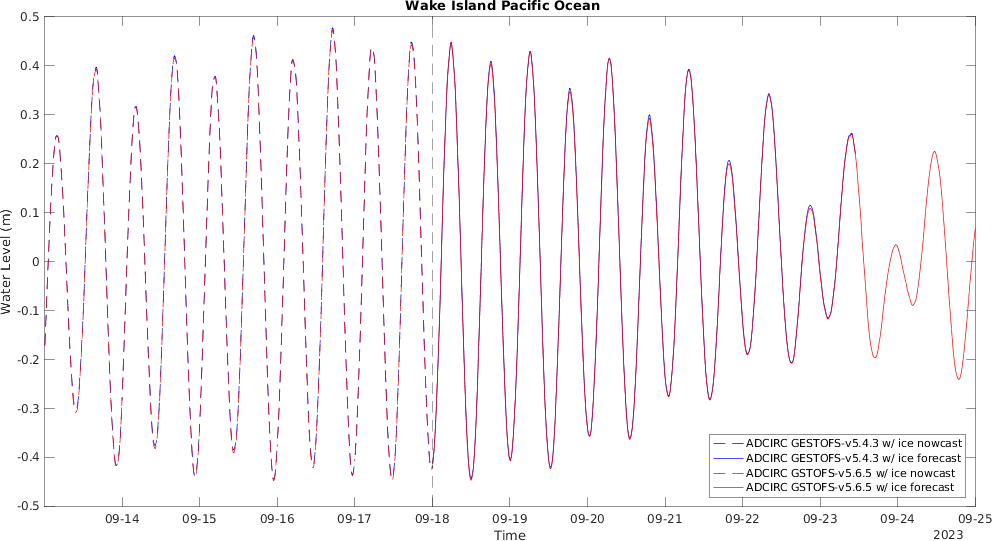 Wake Island Pacific Ocean
0.5
0.4
0.3
0.2
0.1
0
-0.1
-0.2
-0.3
-0.4
-0.5
Water Level (m)
ADCIRC GESTOFS-v5.4.3 w/ ice nowcast
ADCIRC GESTOFS-v5.4.3 w/ ice forecast
ADCIRC GSTOFS-v5.6.5 w/ ice nowcast
ADCIRC GSTOFS-v5.6.5 w/ ice forecast
09-14 09-15 09-16 09-17 09-18 09-19 09-20 09-21 09-22 09-23 09-24 09-25
Time
2023